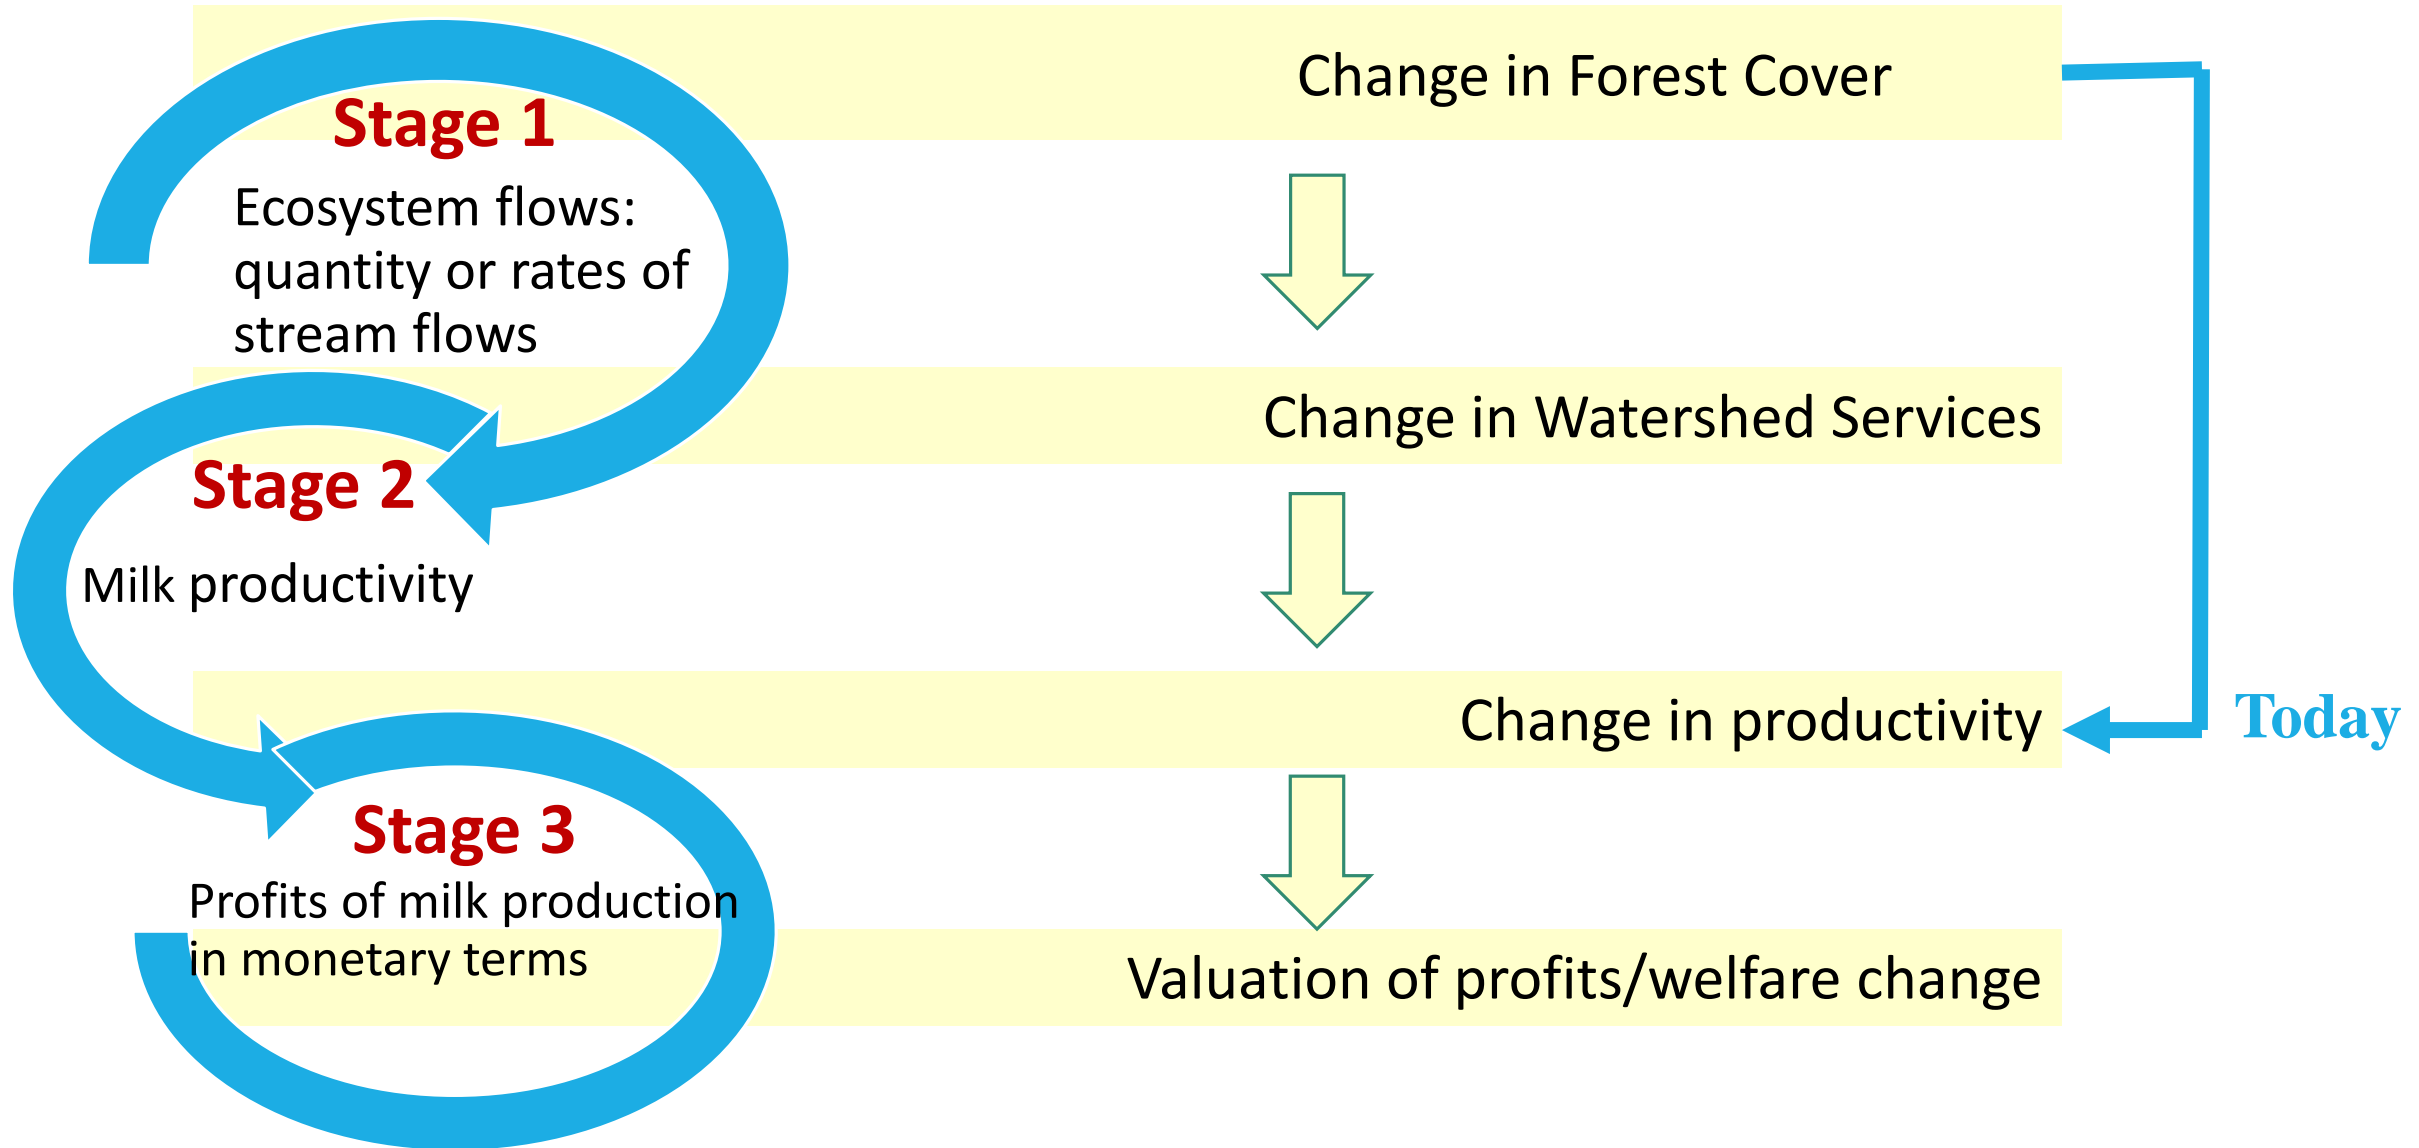 Change in Forest Cover
Stage 1
Ecosystem flows:
quantity or rates of
stream flows
Change in Watershed Services
Stage 2
Milk productivity
Change in productivity
Today
Stage 3
Profits of milk production
in monetary terms
Valuation of profits/welfare change